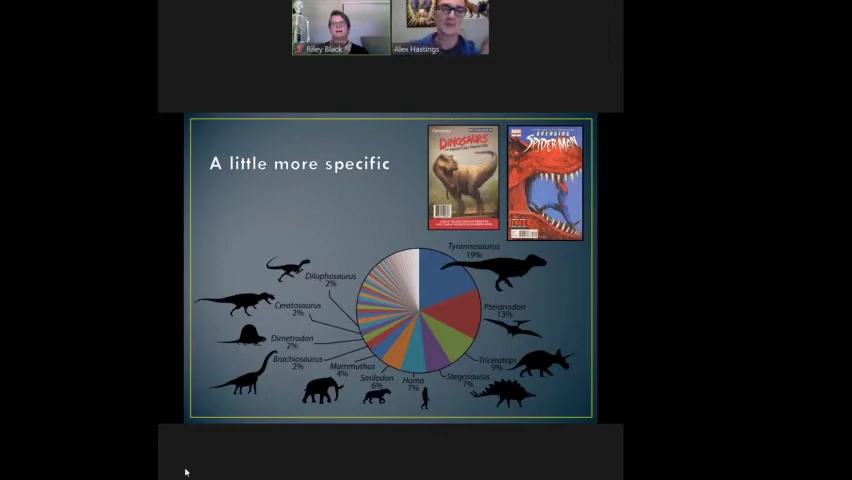 Riley Black
Alex Hastings
A little more specific
DINOSAURS
AVENGING
SPIDER-MAN
Tyrannosaurus
19%
Pteranodon
13%
Triceratops
9%
Stegosaurus
7%
Homo
7%
Smilodon
6%
Mammuthus
4%
Brachiosaurus
2%
Dimetrodon
2%
Ceratosaurus
2%
Dilophosaurus
2%